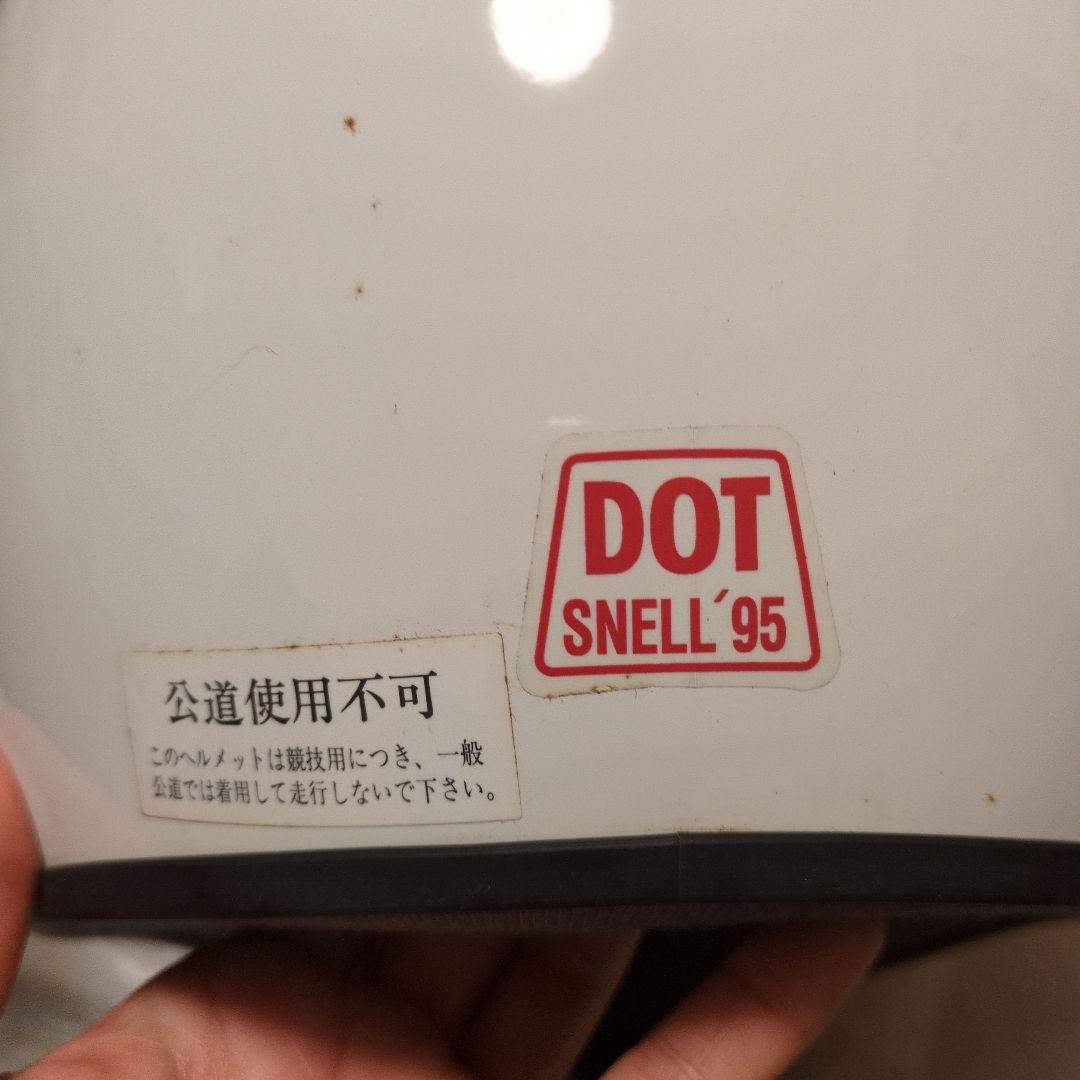 DOT
SNELL´95
公道使用不可
このヘルメットは競技用につき、一般
公道では着用して走行しないで下さい。